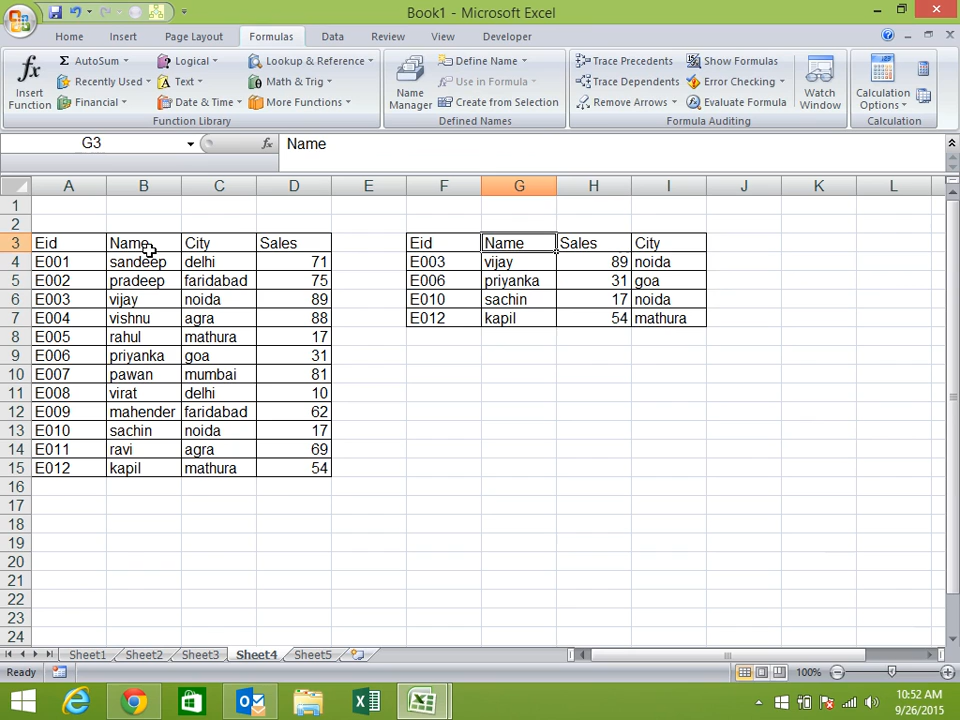 Book1 - Microsoft Excel
Home Insert Page Layout Formulas Data Review View Developer
Insert Function
Σ AutoSum
Recently Used
Financial
Logical
Text
Date & Time
Lookup & Reference
Math & Trig
More Functions
Function Library
Name Manager
Define Name
Use in Formula
Create from Selection
Defined Names
Trace Precedents
Trace Dependents
Remove Arrows
Show Formulas
Error Checking
Evaluate Formula
Formula Auditing
Watch Window
Calculation Options
Calculation
G3 fx Name
A B C D E F G H I J K L
1
2
3 Eid Name City Sales Eid Name Sales City
4 E001 sandeep delhi 71 E003 vijay 89 noida
5 E002 pradeep faridabad 75 E006 priyanka 31 goa
6 E003 vijay noida 89 E010 sachin 17 noida
7 E004 vishnu agra 88 E012 kapil 54 mathura
8 E005 rahul mathura 17
9 E006 priyanka goa 31
10 E007 pawan mumbai 81
11 E008 virat delhi 10
12 E009 mahender faridabad 62
13 E010 sachin noida 17
14 E011 ravi agra 69
15 E012 kapil mathura 54
16
17
18
19
20
21
22
23
24
Sheet1 Sheet2 Sheet3 Sheet4 Sheet5
Ready 100%
10:52 AM
9/26/2015